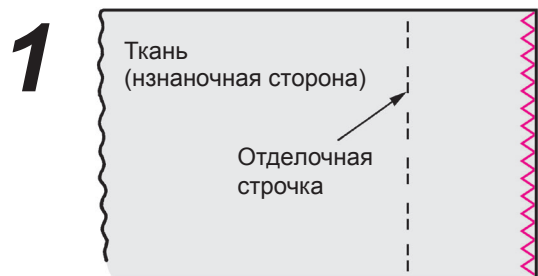 1
Ткань
(нзнаночная сторона)
Отделочная
строчка